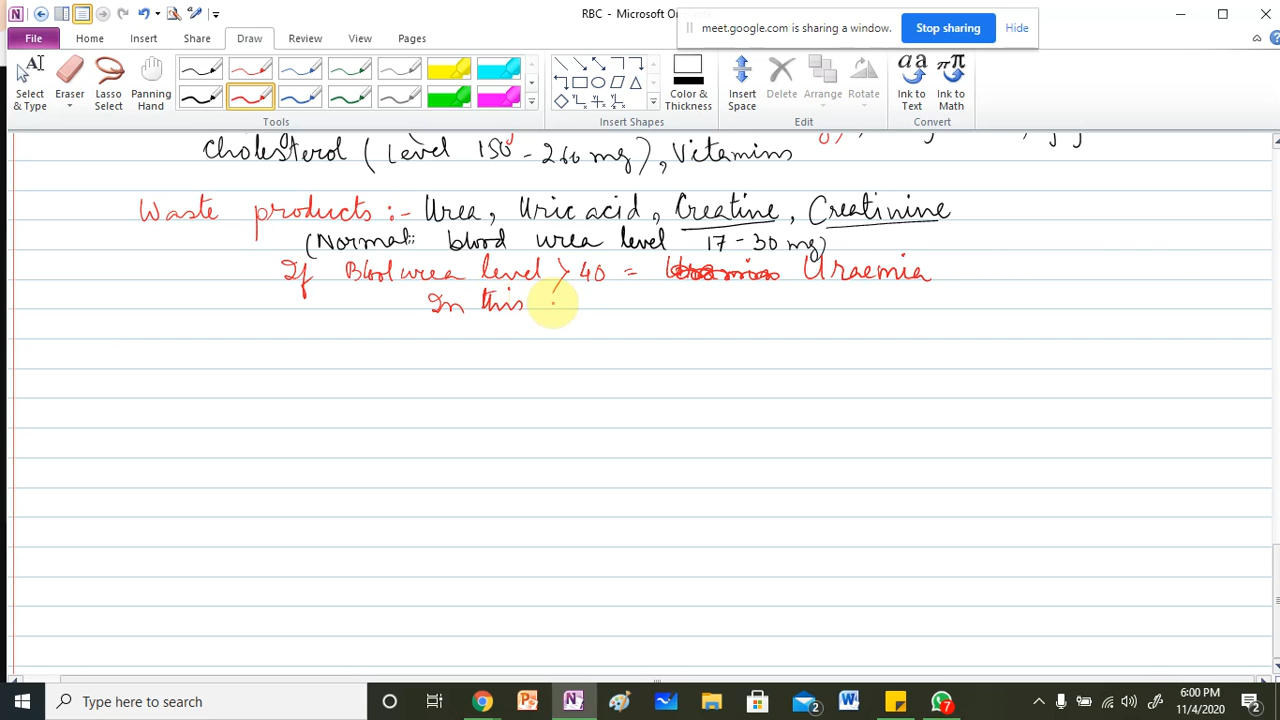 RBC - Microsoft On
meet.google.com is sharing a window.
Stop sharing
Hide
File
Home
Insert
Share
Draw
Review
View
Pages
Select & Type
Eraser
Lasso Select
Panning Hand
Color & Thickness
Insert Space
Delete
Arrange
Rotate
Ink to Text
Ink to Math
Tools
Insert Shapes
Edit
Convert
Cholesterol (Level 150 - 260 mg), Vitamins
Waste products :- Urea, Uric acid, Creatine, Creatinine
(Normal: blood urea level 17 - 30 mg)
If Blood urea level > 40 = Uraemia
In this
Type here to search
6:00 PM
11/4/2020